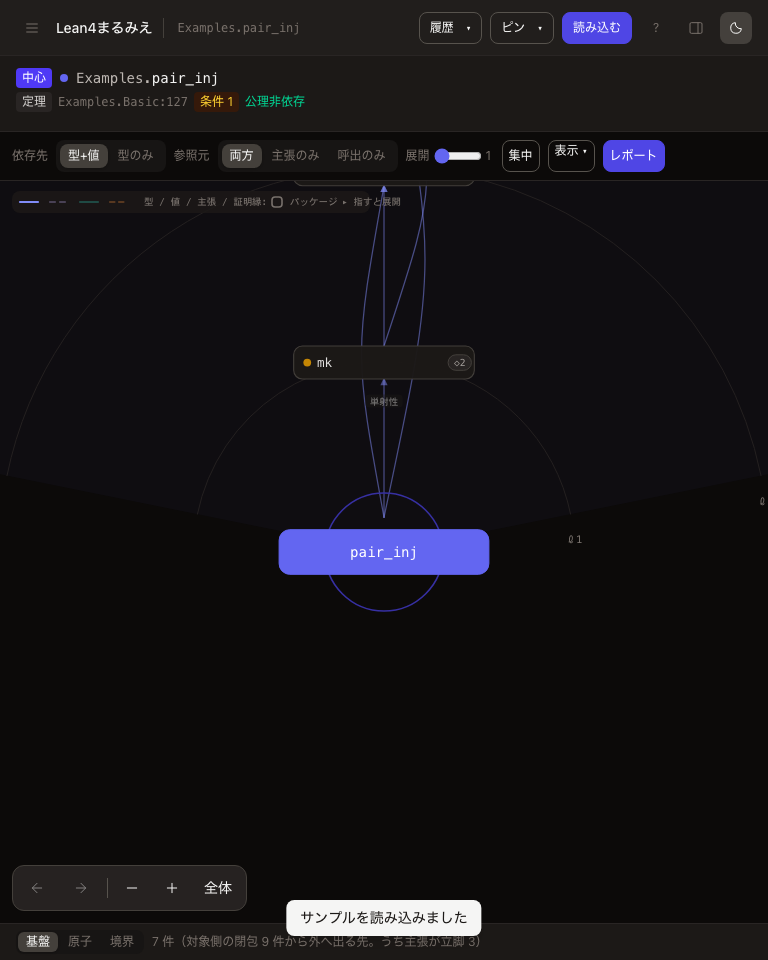 Lean4まるみえ Examples.pair_inj 履歴 ▾ ピン ▾ 読み込む ?
中心 Examples.pair_inj
定理 Examples.Basic:127 条件 1 公理非依存
依存先 型+値 型のみ 参照元 両方 主張のみ 呼出のみ 展開 1 集中 表示 ▾ レポート
型 / 値 / 主張 / 証明縁: パッケージ ▸ 指すと展開
mk ◇2
単射性
ℓ 1
pair_inj
← → − + 全体
サンプルを読み込みました
基盤 原子 境界 7 件（対象側の閉包 9 件から外へ出る先。うち主張が立脚 3）